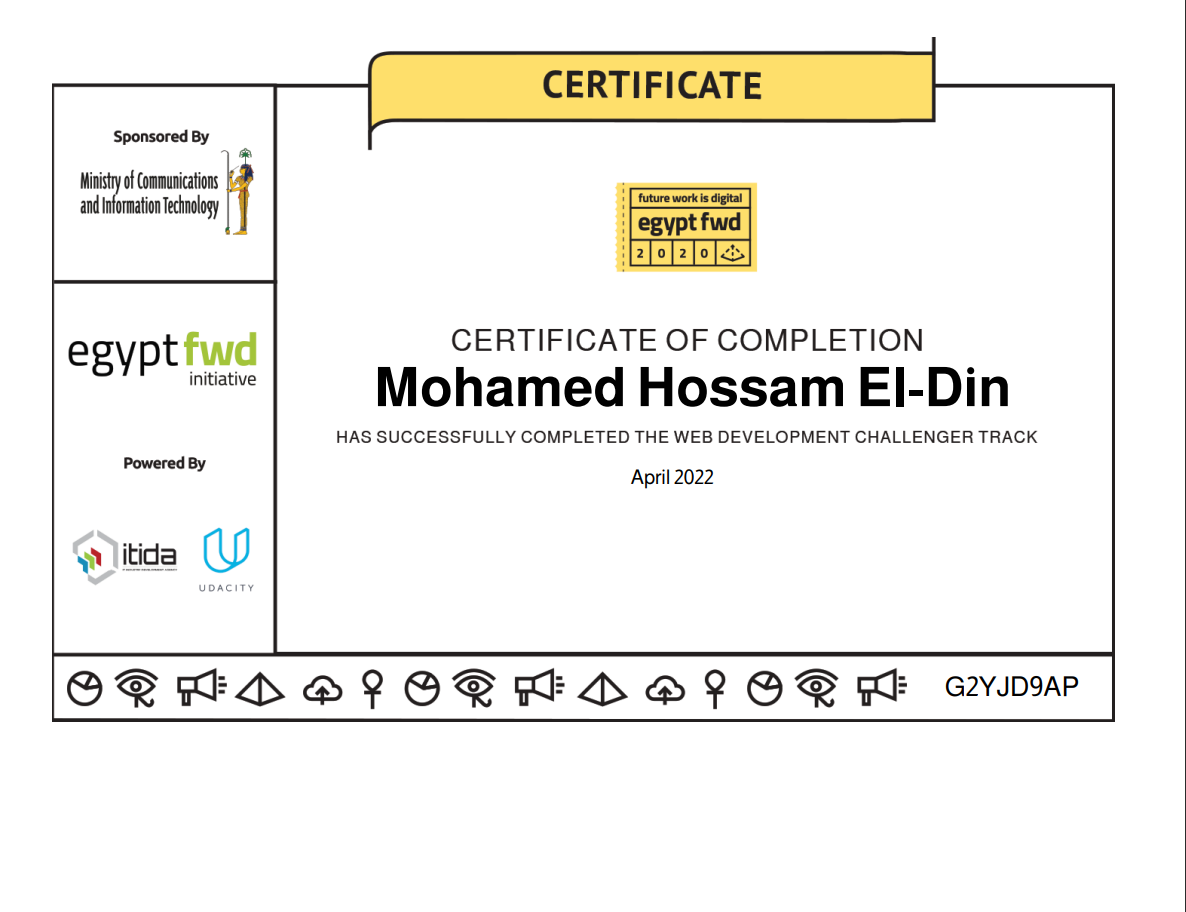 CERTIFICATE
Sponsored By
Ministry of Communications
and Information Technology
future work is digital
egypt fwd
2 0 2 0
egypt fwd
initiative
CERTIFICATE OF COMPLETION
Mohamed Hossam El-Din
HAS SUCCESSFULLY COMPLETED THE WEB DEVELOPMENT CHALLENGER TRACK
April 2022
Powered By
itida
UDACITY
G2YJD9AP